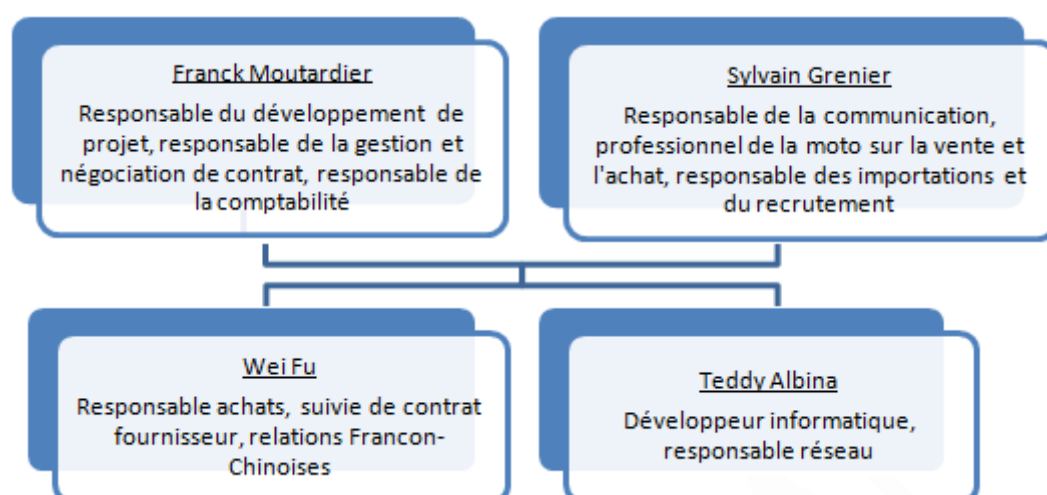 Franck Moutardier
Responsable du développement de
projet, responsable de la gestion et
négociation de contrat, responsable de
la comptabilité
Sylvain Grenier
Responsable de la communication,
professionnel de la moto sur la vente et
l'achat, responsable des importations et
du recrutement
Wei Fu
Responsable achats, suivie de contrat
fournisseur, relations Francon-
Chinoises
Teddy Albina
Développeur informatique,
responsable réseau